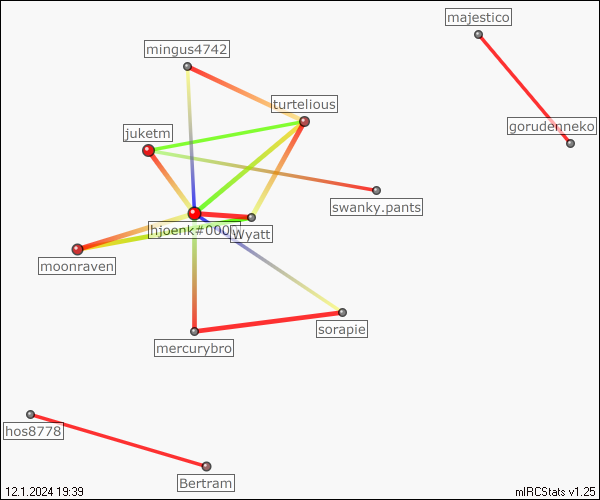 majestico
mingus4742
turtelious
gorudenneko
juketm
swanky.pants
hjoenk#000
Wyatt
moonraven
sorapie
mercurybro
hos8778
Bertram
12.1.2024 19:39
mIRCStats v1.25